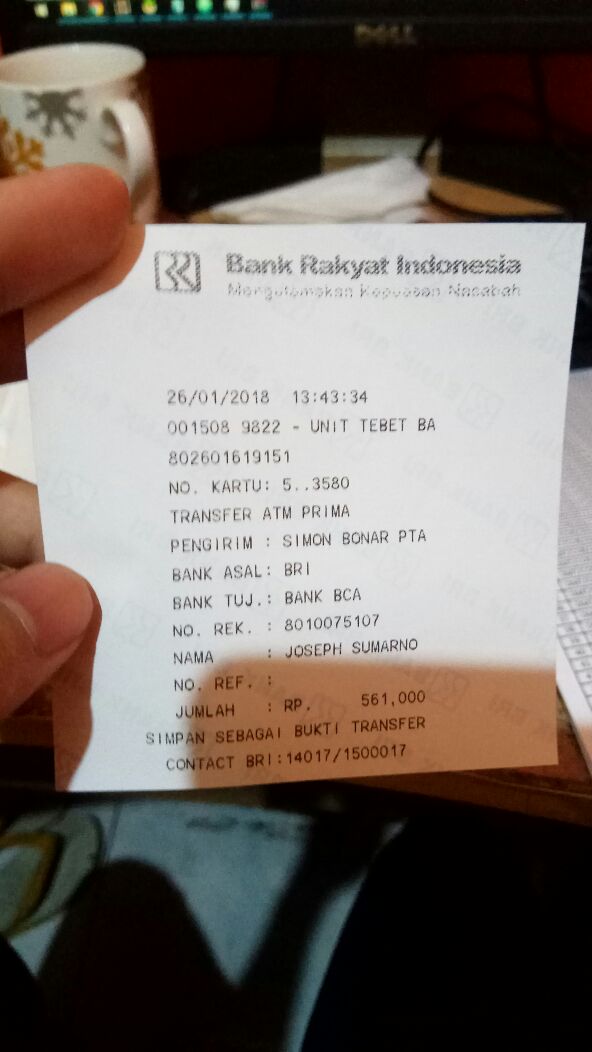 DELL
Bank Rakyat Indonesia
Mengutamakan Kepuasan Nasabah
26/01/2018 13:43:34
001508 9822 - UNIT TEBET BA
802601619151
NO. KARTU: 5..3580
TRANSFER ATM PRIMA
PENGIRIM : SIMON BONAR PTA
BANK ASAL: BRI
BANK TUJ.: BANK BCA
NO. REK. : 8010075107
NAMA : JOSEPH SUMARNO
NO. REF. :
JUMLAH : RP. 561,000
SIMPAN SEBAGAI BUKTI TRANSFER
CONTACT BRI:14017/1500017